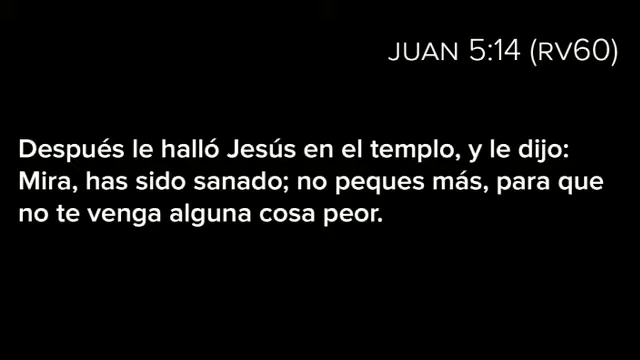 JUAN 5:14 (RV60)
Después le halló Jesús en el templo, y le dijo:
Mira, has sido sanado; no peques más, para que
no te venga alguna cosa peor.